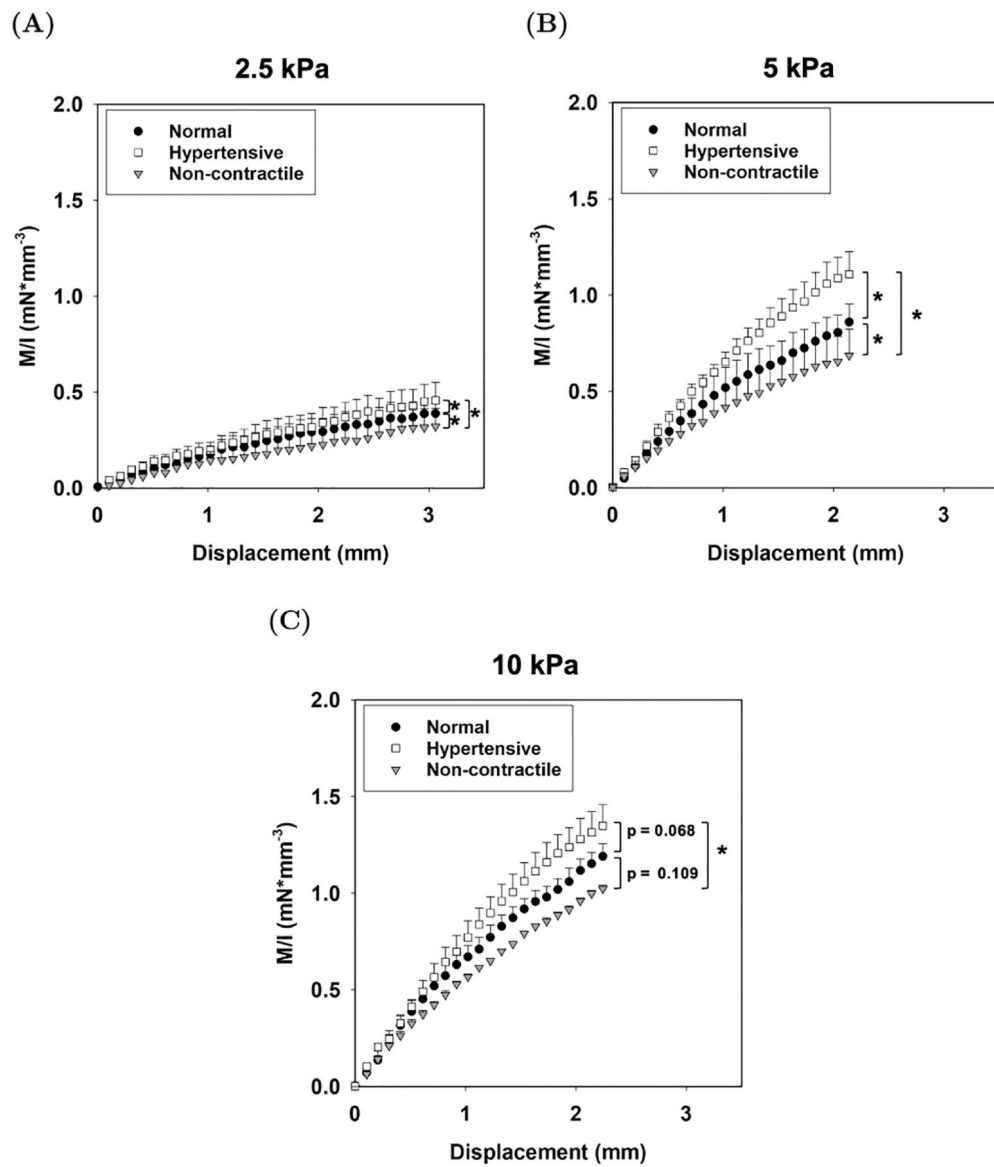 (A)
2.5 kPa
2.0
1.5
1.0
0.5
0.0
M/I (mN*mm-3)
Normal
Hypertensive
Non-contractile
*
*
*
0 1 2 3
Displacement (mm)
(B)
5 kPa
2.0
1.5
1.0
0.5
0.0
M/I (mN*mm-3)
Normal
Hypertensive
Non-contractile
*
*
*
0 1 2 3
Displacement (mm)
(C)
10 kPa
2.0
1.5
1.0
0.5
0.0
M/I (mN*mm-3)
Normal
Hypertensive
Non-contractile
p = 0.068
*
p = 0.109
0 1 2 3
Displacement (mm)